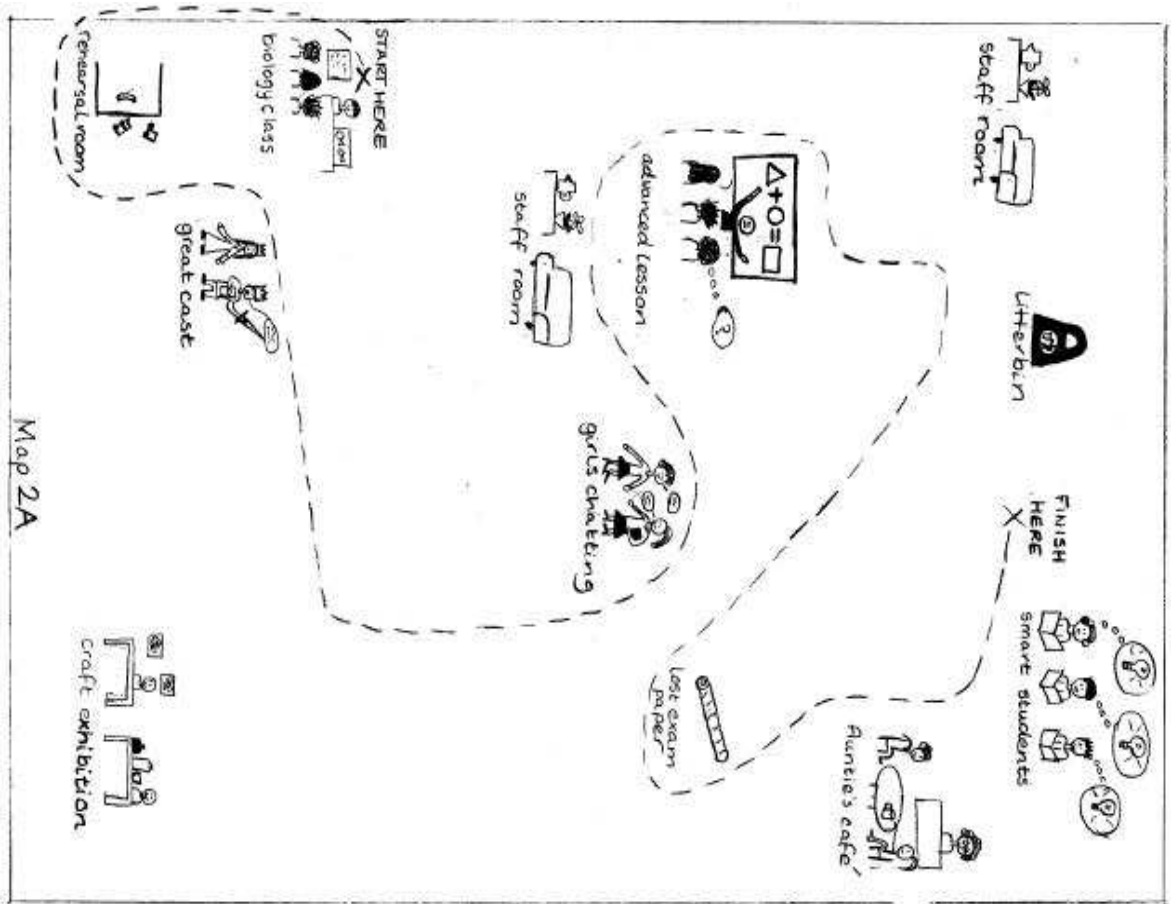 staff room
Litterbin
FINISH
HERE
smart students
Auntie's café
advanced lesson
?
Lost exam
paper
staff room
girls chatting
START HERE
biology class
great cast
rehearsal room
craft exhibition
Map 2A